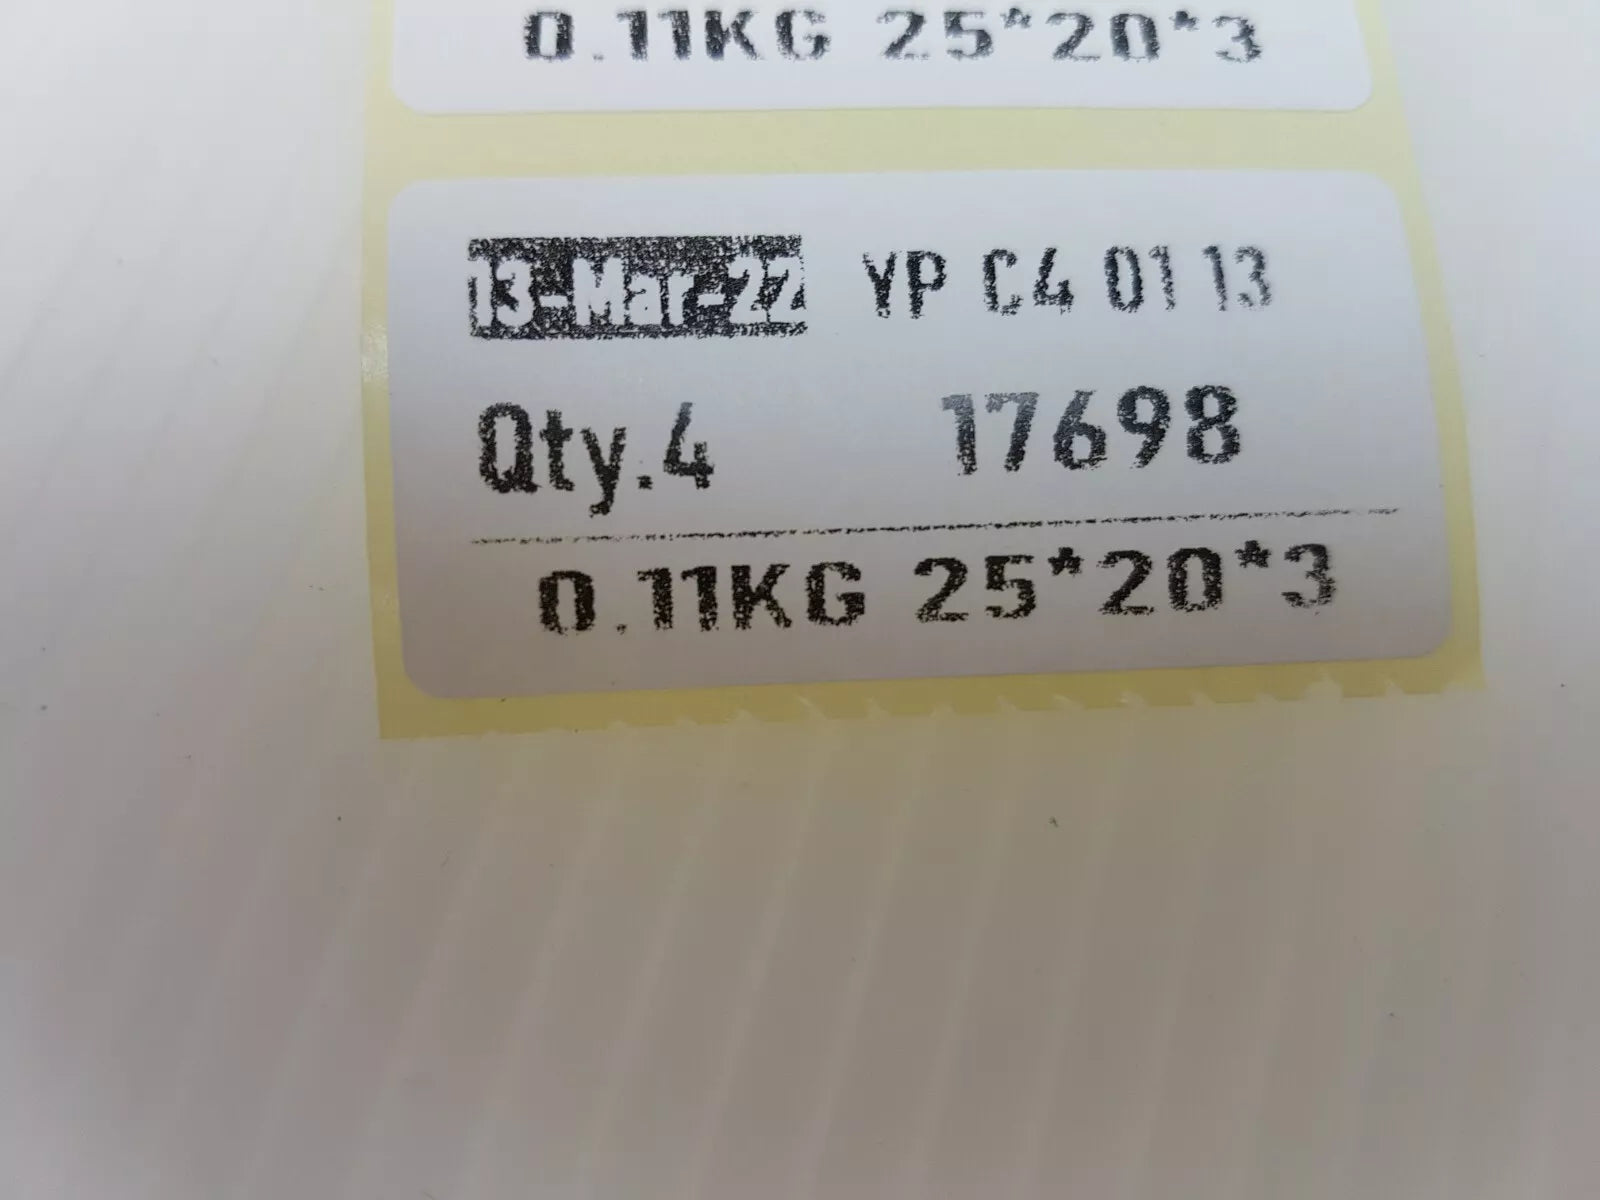 0.11KG 25*20*3
13-Mar-22 YP C4 01 13
Qty.4 17698
0.11KG 25*20*3